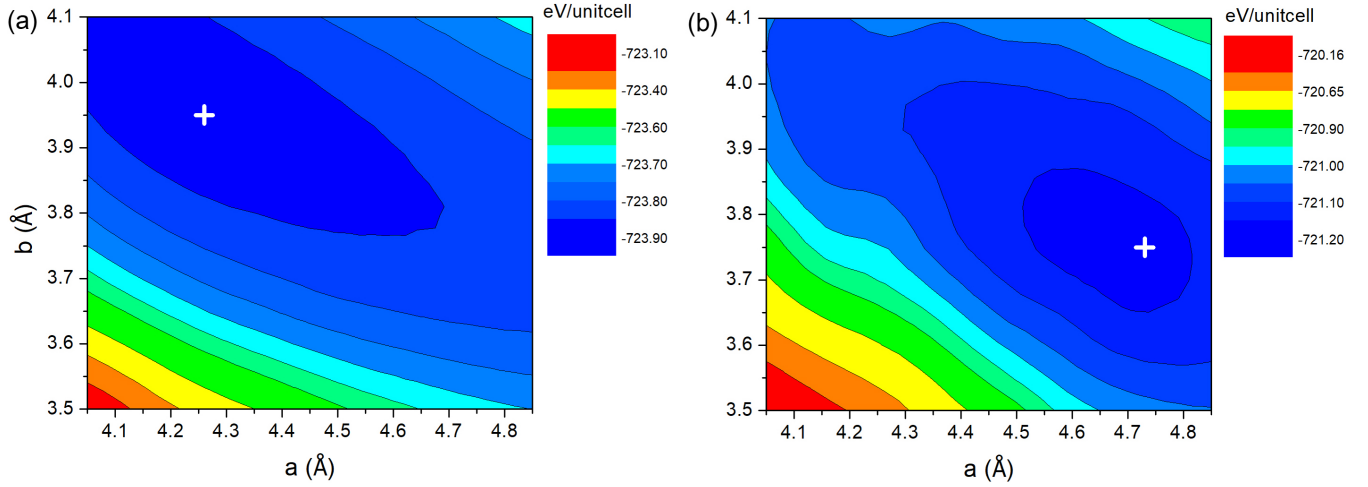 (a)
b (Å)
4.1
4.0
3.9
3.8
3.7
3.6
3.5
4.1 4.2 4.3 4.4 4.5 4.6 4.7 4.8
a (Å)
eV/unitcell
-723.10
-723.40
-723.60
-723.70
-723.80
-723.90
(b)
4.1
4.0
3.9
3.8
3.7
3.6
3.5
4.1 4.2 4.3 4.4 4.5 4.6 4.7 4.8
a (Å)
eV/unitcell
-720.16
-720.65
-720.90
-721.00
-721.10
-721.20